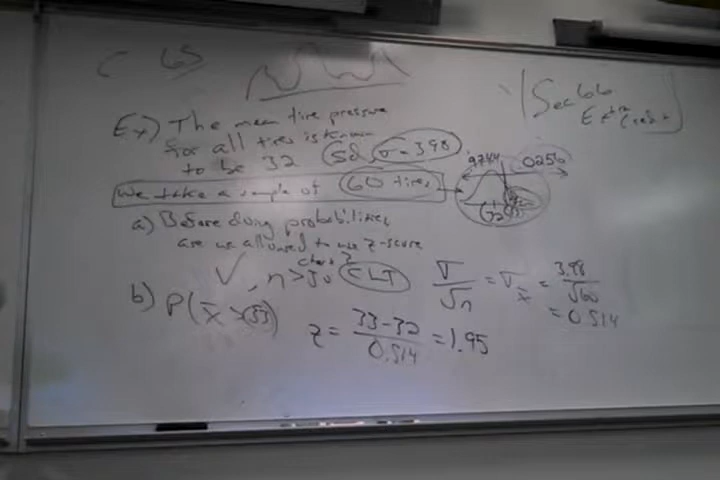 Sec 6.6
Ex) The mean tire pressure
for all tires is known
to be 32 (sd, σ = 3.98)
.9744 .0256
We take a sample of 60 tires
32 33
a) Before doing probabilities
are we allowed to use z-score
chart?
✓, n > 30 CLT
σ/√n = σx̄ = 3.98/√60
= 0.514
b) P(x̄ > 33)
z = 33-32/0.514 = 1.95